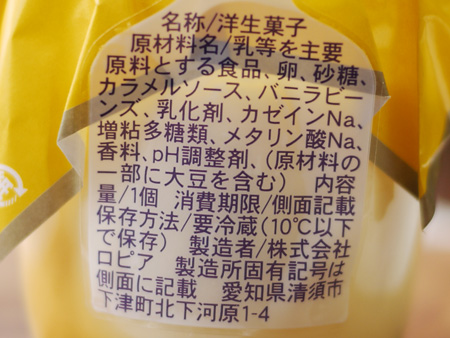 名称/洋生菓子
原材料名/乳等を主要
原料とする食品、卵、砂糖、
カラメルソース、バニラビー
ンズ、乳化剤、カゼインNa、
増粘多糖類、メタリン酸Na、
香料、pH調整剤、(原材料の
一部に大豆を含む) 内容
量/1個 消費期限/側面記載
保存方法/要冷蔵(10℃以下
で保存) 製造者/株式会社
ロピア 製造所固有記号は
側面に記載 愛知県清須市
下津町北下河原1-4